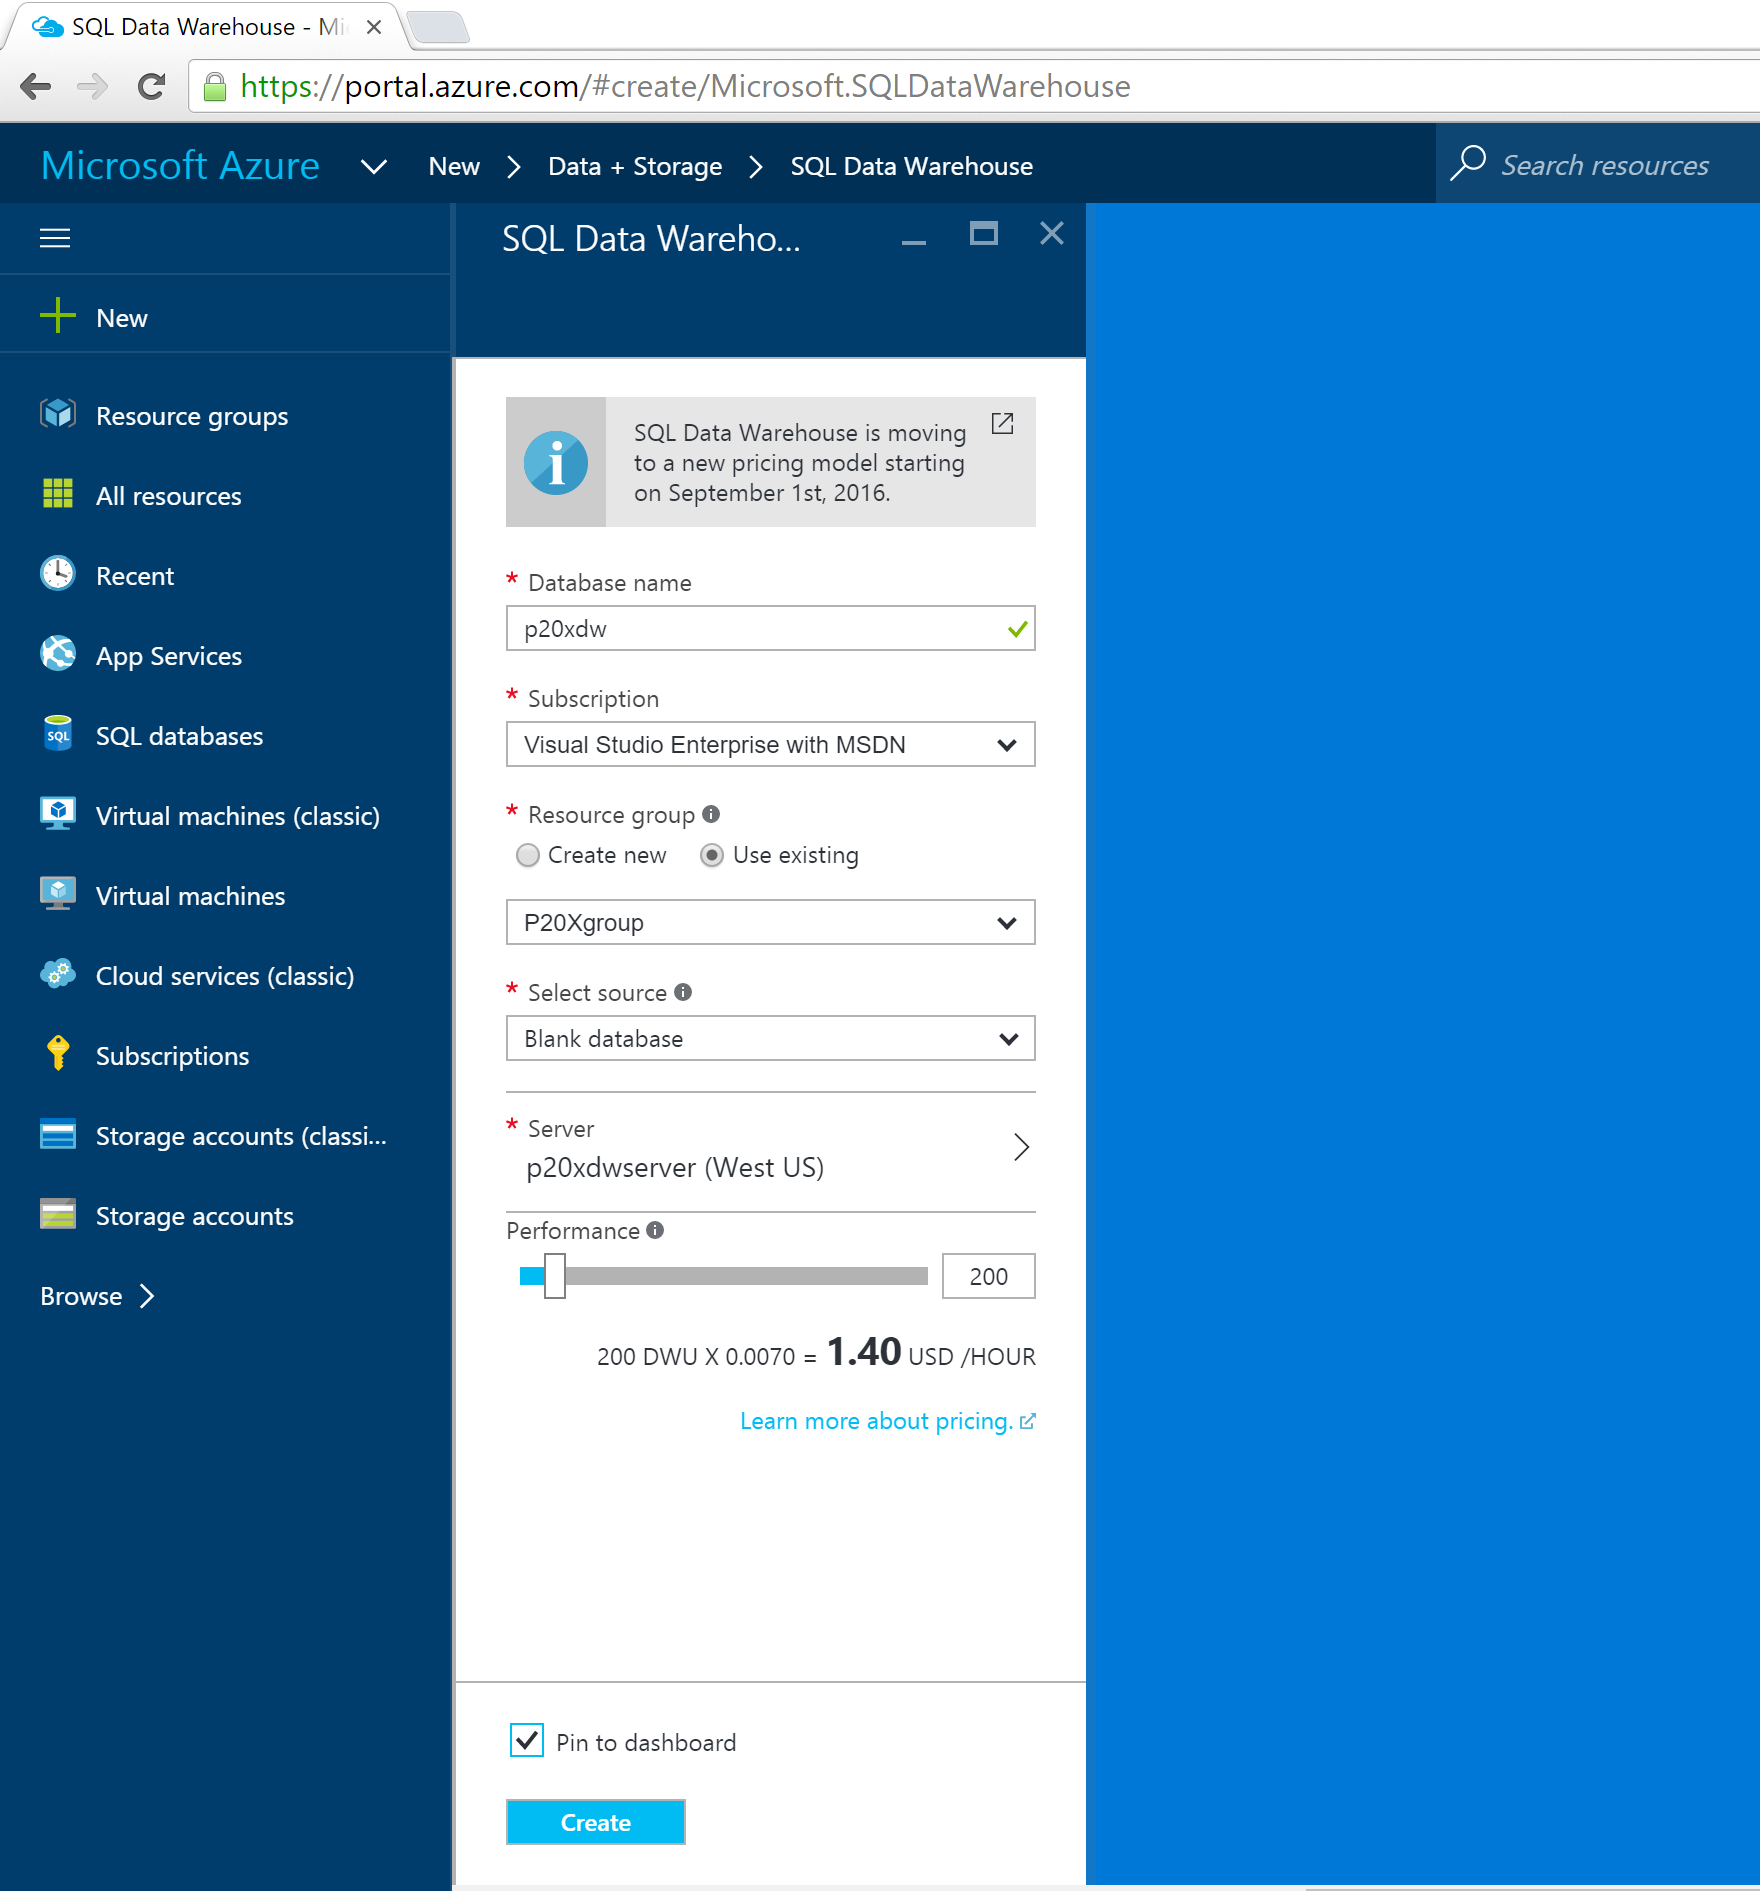 SQL Data Warehouse - Mi
https://portal.azure.com/#create/Microsoft.SQLDataWarehouse
Microsoft Azure New Data + Storage SQL Data Warehouse Search resources
SQL Data Wareho...
New
Resource groups
All resources
Recent
App Services
SQL
SQL databases
Virtual machines (classic)
Virtual machines
Cloud services (classic)
Subscriptions
Storage accounts (classi...
Storage accounts
Browse
SQL Data Warehouse is moving
to a new pricing model starting
on September 1st, 2016.
* Database name
p20xdw
* Subscription
Visual Studio Enterprise with MSDN
* Resource group
Create new Use existing
P20Xgroup
* Select source
Blank database
* Server
p20xdwserver (West US)
Performance
200
200 DWU X 0.0070 = 1.40 USD /HOUR
Learn more about pricing.
Pin to dashboard
Create